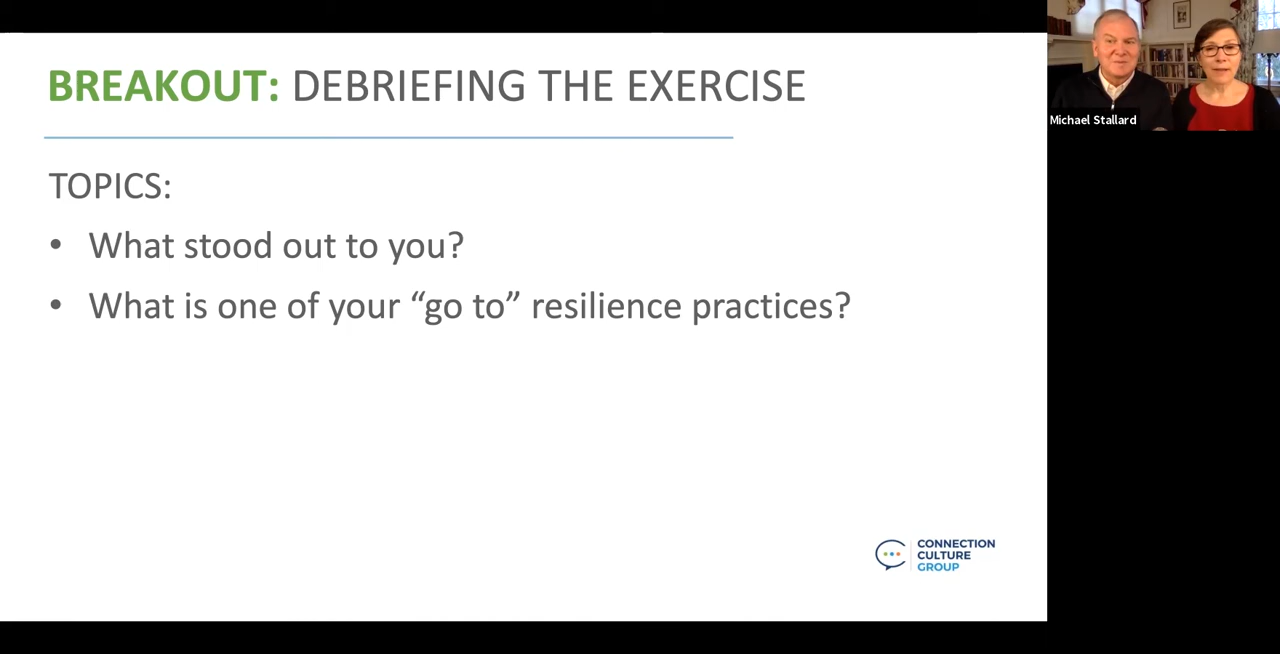 BREAKOUT: DEBRIEFING THE EXERCISE
TOPICS:
• What stood out to you?
• What is one of your “go to” resilience practices?
CONNECTION
CULTURE
GROUP
Michael Stallard